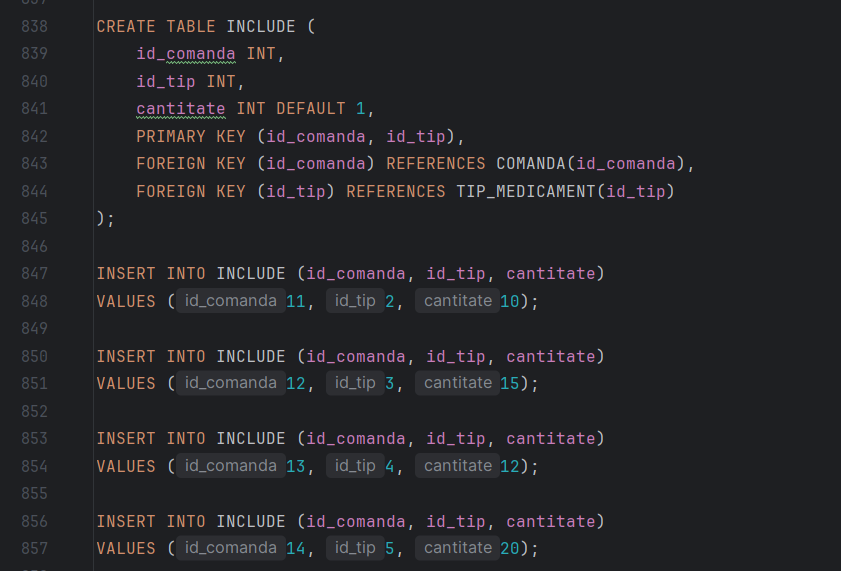 838 CREATE TABLE INCLUDE (
839 id_comanda INT,
840 id_tip INT,
841 cantitate INT DEFAULT 1,
842 PRIMARY KEY (id_comanda, id_tip),
843 FOREIGN KEY (id_comanda) REFERENCES COMANDA(id_comanda),
844 FOREIGN KEY (id_tip) REFERENCES TIP_MEDICAMENT(id_tip)
845 );
846
847 INSERT INTO INCLUDE (id_comanda, id_tip, cantitate)
848 VALUES ( id_comanda 11, id_tip 2, cantitate 10);
849
850 INSERT INTO INCLUDE (id_comanda, id_tip, cantitate)
851 VALUES ( id_comanda 12, id_tip 3, cantitate 15);
852
853 INSERT INTO INCLUDE (id_comanda, id_tip, cantitate)
854 VALUES ( id_comanda 13, id_tip 4, cantitate 12);
855
856 INSERT INTO INCLUDE (id_comanda, id_tip, cantitate)
857 VALUES ( id_comanda 14, id_tip 5, cantitate 20);